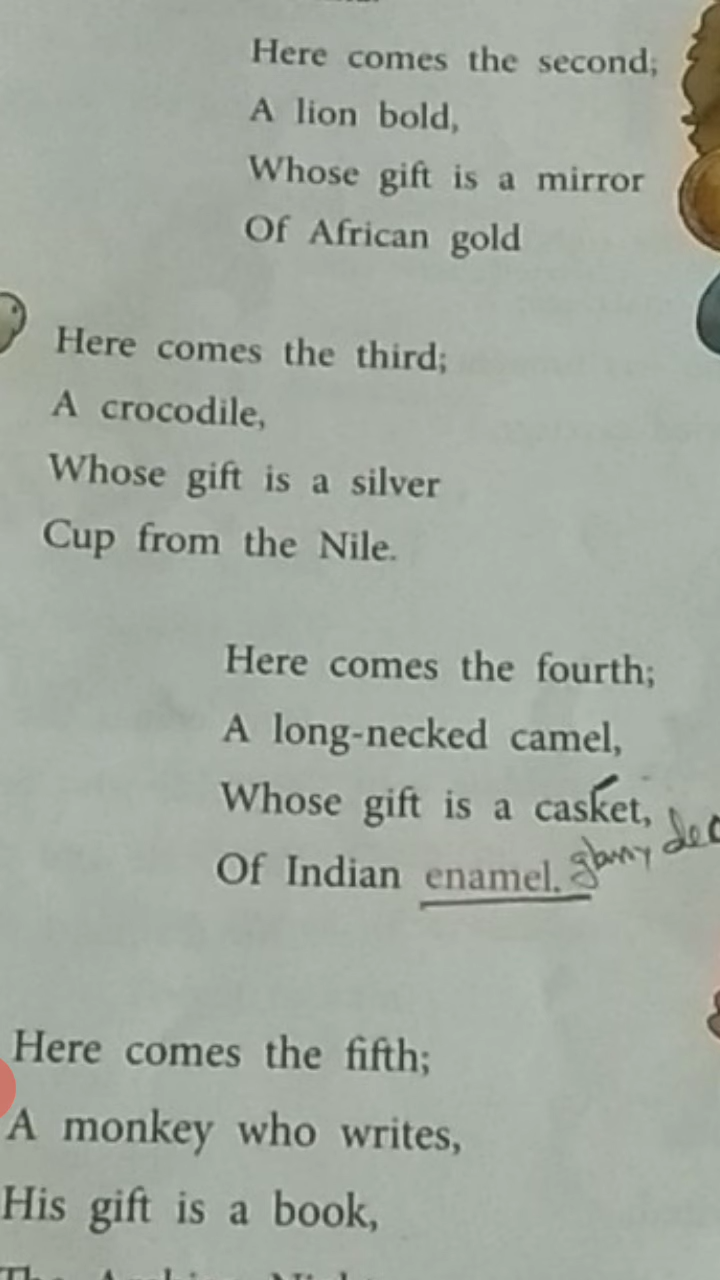 Here comes the second;
A lion bold,
Whose gift is a mirror
Of African gold
Here comes the third;
A crocodile,
Whose gift is a silver
Cup from the Nile.
Here comes the fourth;
A long-necked camel,
Whose gift is a casket,
Of Indian enamel.
Here comes the fifth;
A monkey who writes,
His gift is a book,